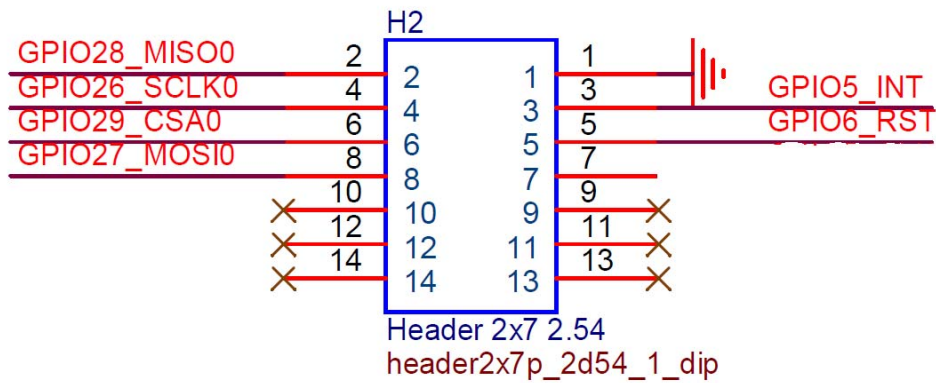 H2
GPIO28_MISO0 2 2 1 1
GPIO26_SCLK0 4 4 3 3 GPIO5_INT
GPIO29_CSA0 6 6 5 5 GPIO6_RST
GPIO27_MOSI0 8 8 7 7
10 10 9 9
12 12 11 11
14 14 13 13
Header 2x7 2.54
header2x7p_2d54_1_dip